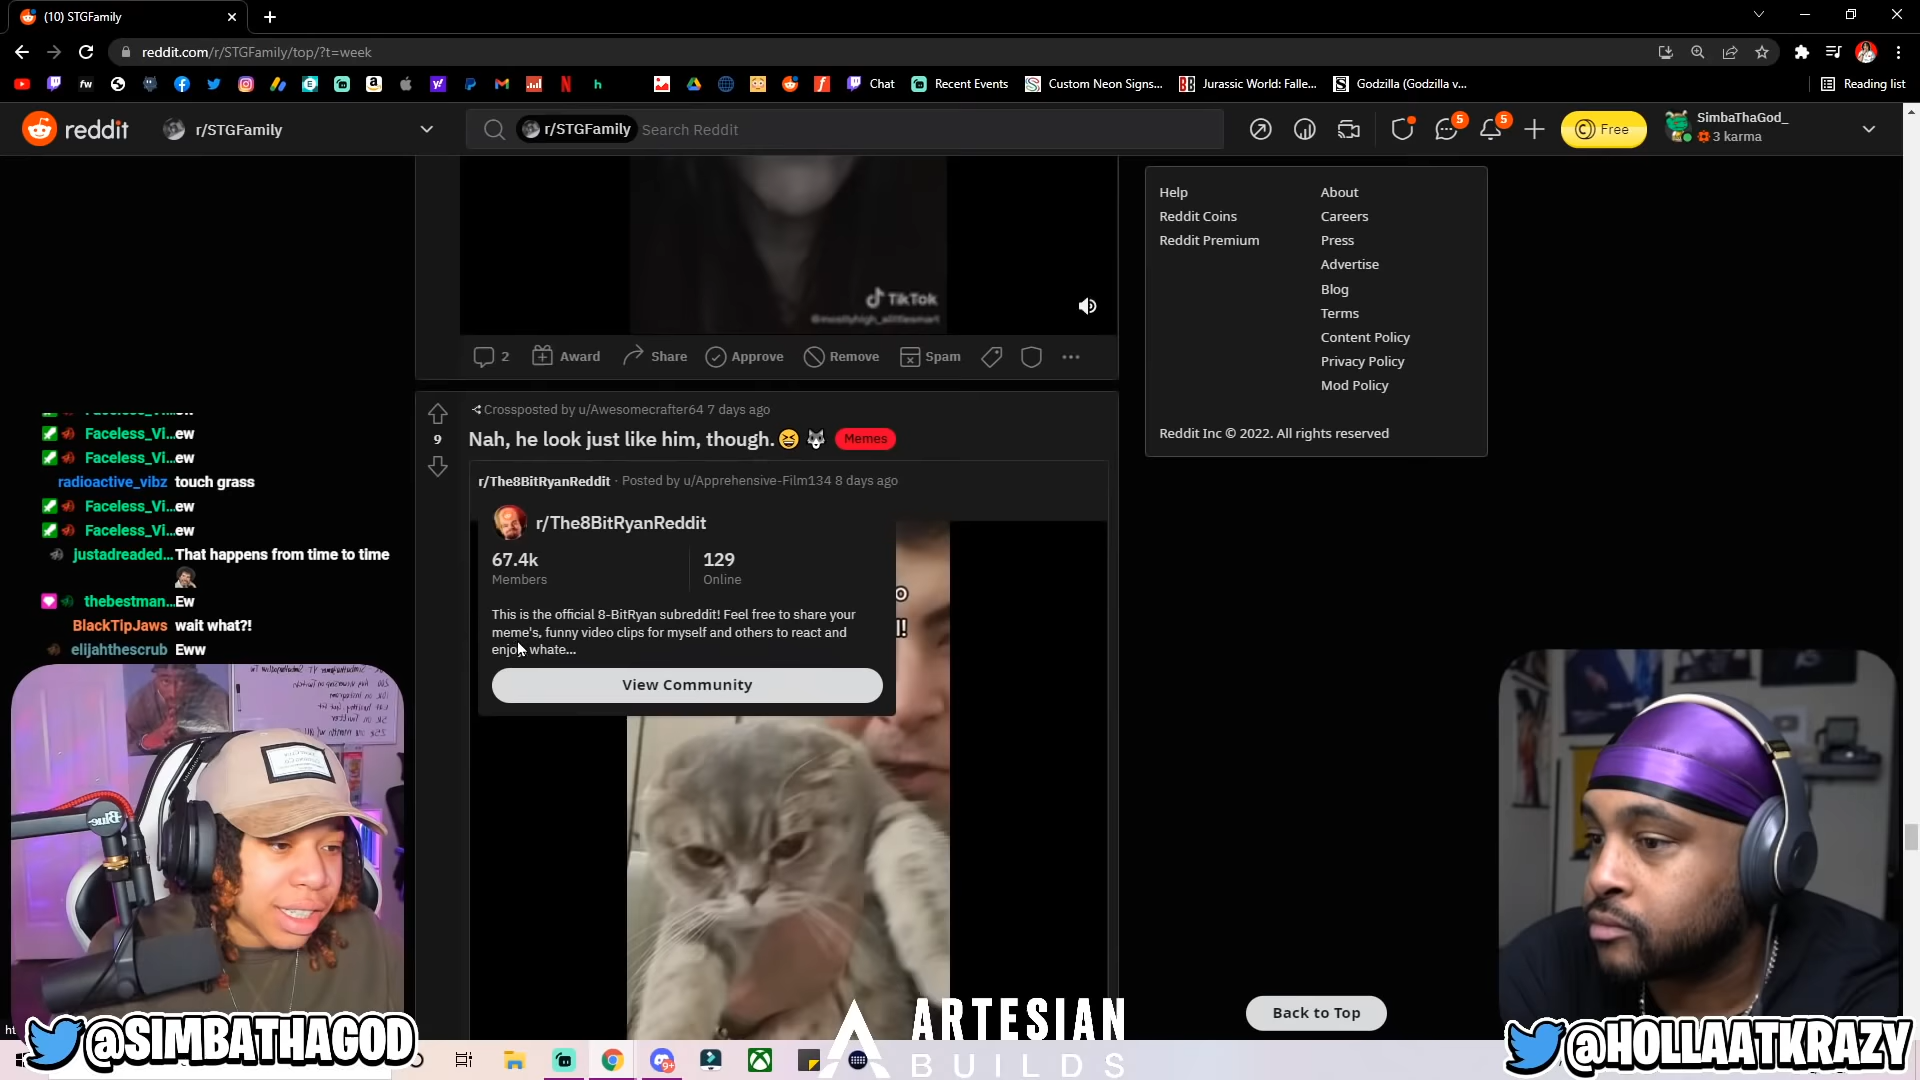 (10) STGFamily
reddit.com/r/STGFamily/top/?t=week
Chat
Recent Events
Custom Neon Signs...
Jurassic World: Falle...
Godzilla (Godzilla v...
Reading list
reddit
r/STGFamily
r/STGFamily
Search Reddit
5
5
Free
SimbaThaGod_
3 karma
Help
About
Reddit Coins
Careers
Reddit Premium
Press
Advertise
Blog
Terms
Content Policy
Privacy Policy
Mod Policy
Reddit Inc © 2022. All rights reserved
TikTok
@mostlyhigh_alittlesmart
2
Award
Share
Approve
Remove
Spam
Crossposted by u/Awesomecrafter64 7 days ago
9
Nah, he look just like him, though.
Memes
r/The8BitRyanReddit · Posted by u/Apprehensive-Film134 8 days ago
r/The8BitRyanReddit
67.4k
129
Members
Online
This is the official 8-BitRyan subreddit! Feel free to share your
meme's, funny video clips for myself and others to react and
enjoy whate...
View Community
Faceless_Vi...ew
Faceless_Vi...ew
radioactive_vibz touch grass
Faceless_Vi...ew
Faceless_Vi...ew
justadreaded...That happens from time to time
thebestman...Ew
BlackTipJaws wait what?!
elijahthescrub Eww
Blue
Back to Top
ARTESIAN
BUILDS
@SIMBATHAGOD
@HOLLAATKRAZY